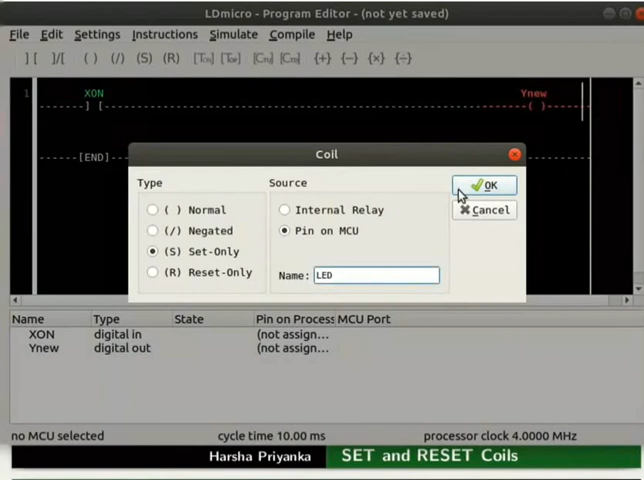 LDmicro - Program Editor - (not yet saved)
File Edit Settings Instructions Simulate Compile Help
] [ ]/[ ( ) (/) (S) (R) {+} {−} {×} {÷}
1 XON Ynew
] [ ( )
[END]
Coil
Type Source
( ) Normal Internal Relay OK
(/) Negated Pin on MCU Cancel
(S) Set-Only
(R) Reset-Only Name: LED
Name Type State Pin on Process MCU Port
XON digital in (not assign...
Ynew digital out (not assign...
no MCU selected cycle time 10.00 ms processor clock 4.0000 MHz
Harsha Priyanka SET and RESET Coils